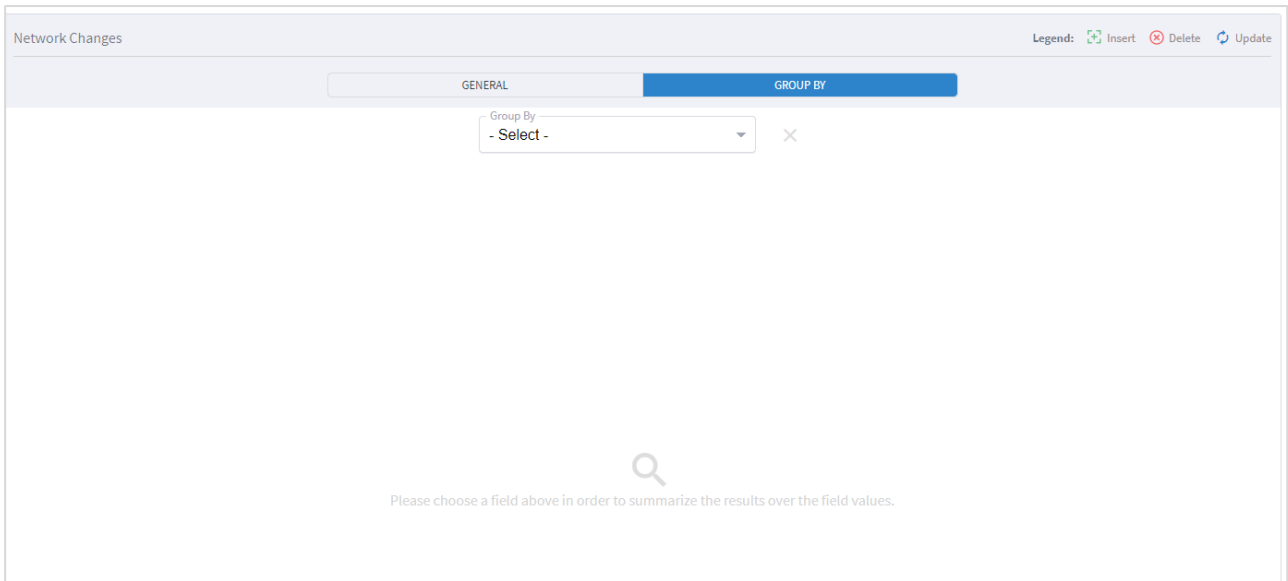 Network Changes
Legend: Insert Delete Update
GENERAL
GROUP BY
Group By
- Select -
Please choose a field above in order to summarize the results over the field values.